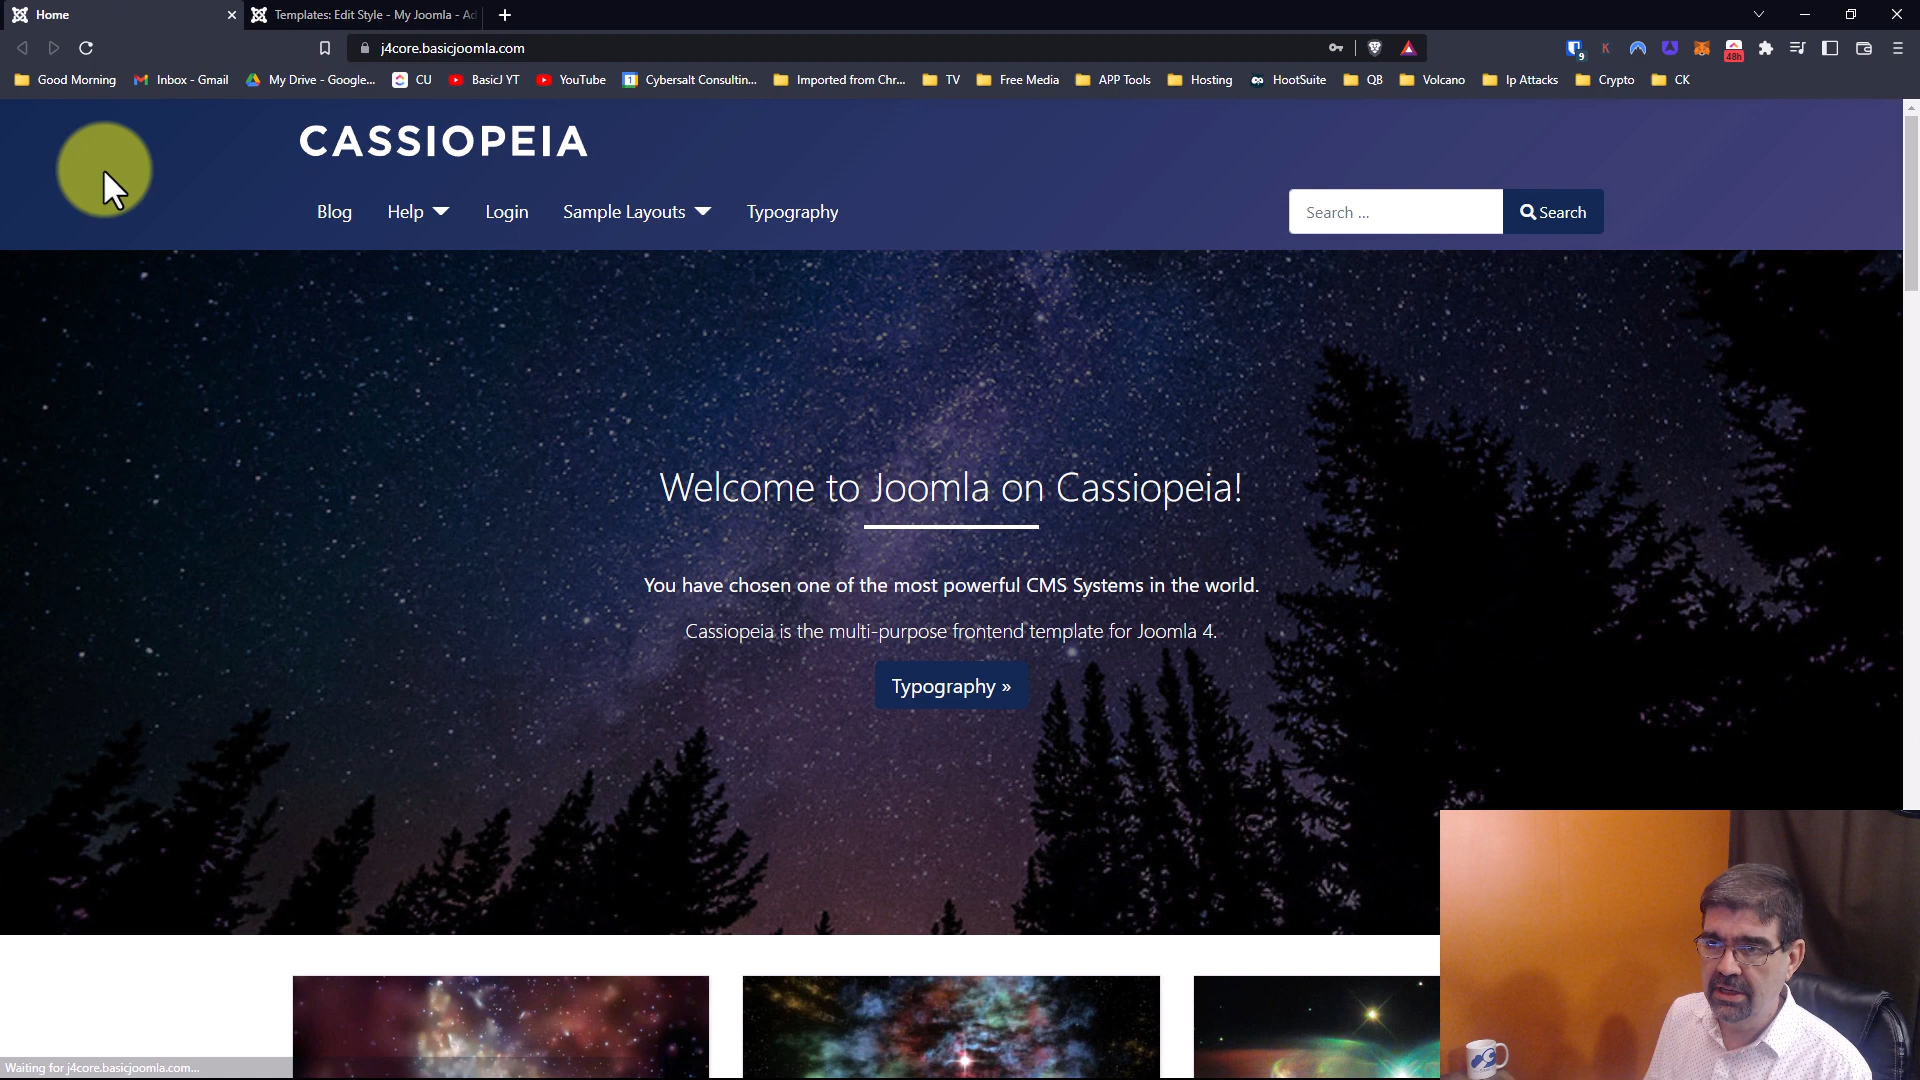 Home
Templates: Edit Style - My Joomla - Ad
j4core.basicjoomla.com
9
48h
Good Morning
Inbox - Gmail
My Drive - Google...
CU
BasicJ YT
YouTube
1
Cybersalt Consultin...
Imported from Chr...
TV
Free Media
APP Tools
Hosting
HootSuite
QB
Volcano
Ip Attacks
Crypto
CK
CASSIOPEIA
Blog
Help
Login
Sample Layouts
Typography
Search ...
Search
Welcome to Joomla on Cassiopeia!
You have chosen one of the most powerful CMS Systems in the world.
Cassiopeia is the multi-purpose frontend template for Joomla 4.
Typography »
Waiting for j4core.basicjoomla.com...